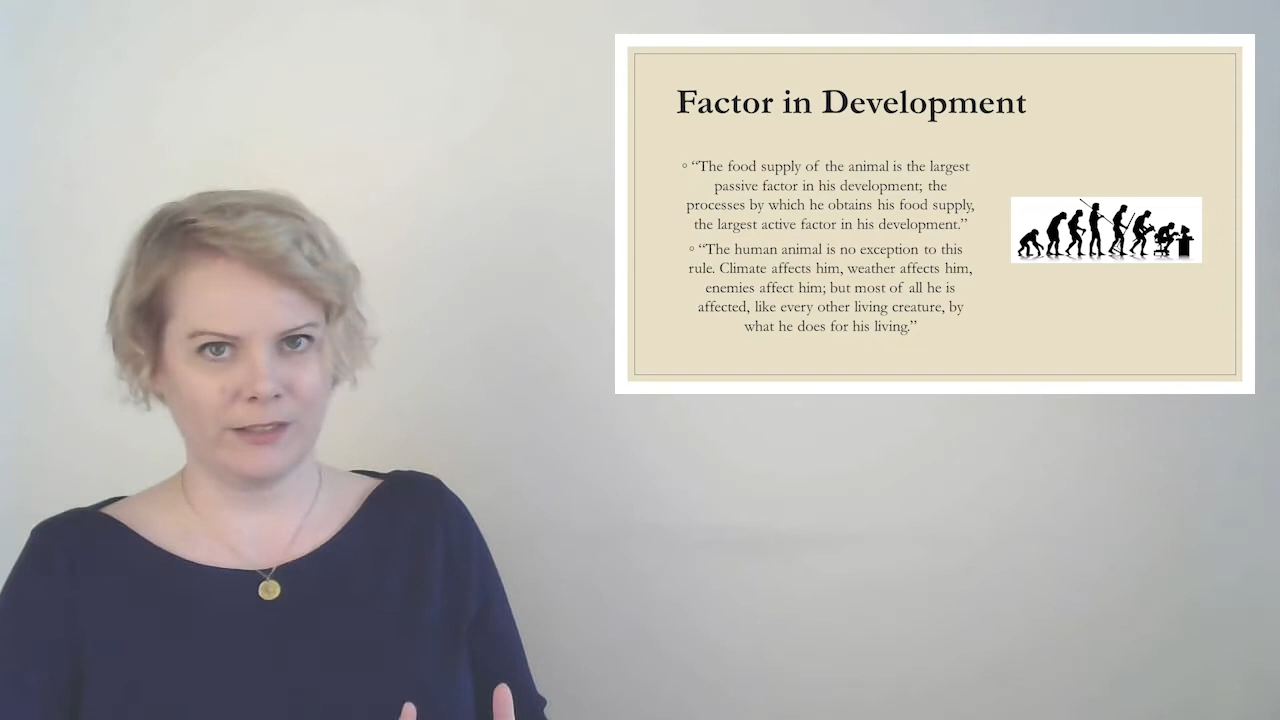 Factor in Development
◦ “The food supply of the animal is the largest
passive factor in his development; the
processes by which he obtains his food supply,
the largest active factor in his development.”
◦ “The human animal is no exception to this
rule. Climate affects him, weather affects him,
enemies affect him; but most of all he is
affected, like every other living creature, by
what he does for his living.”